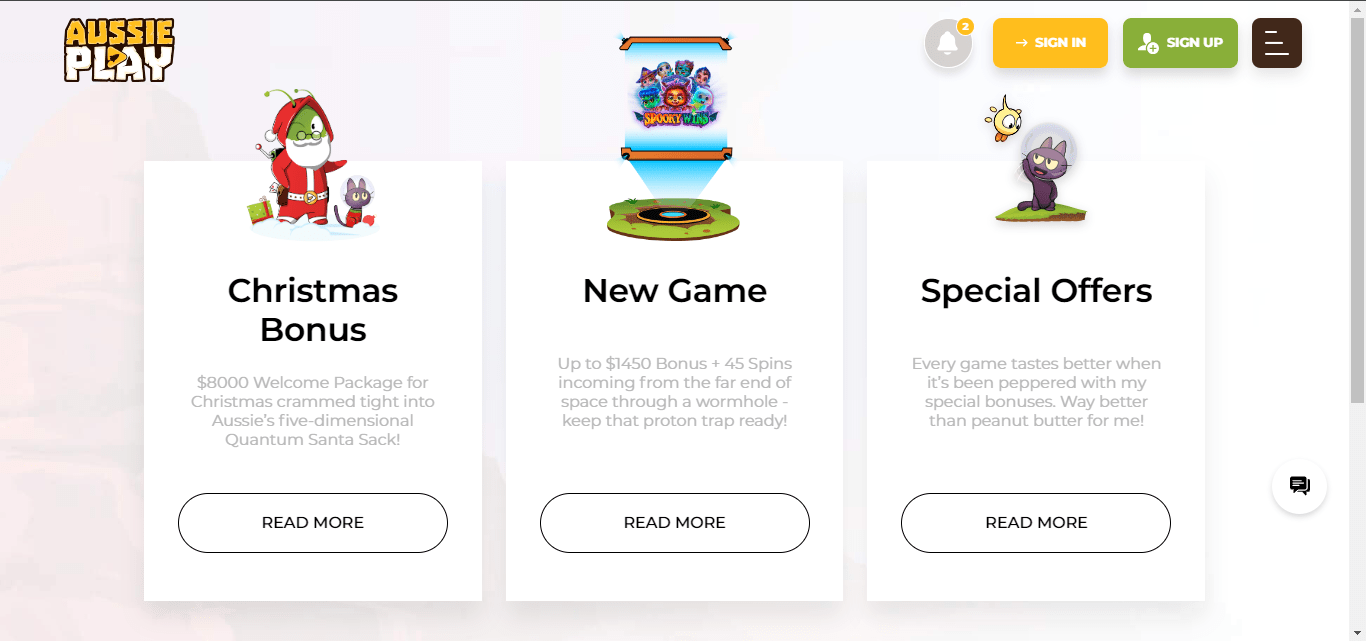 AUSSIE
PLAY
2
→ SIGN IN
SIGN UP
SPOOKY WINS
Christmas
Bonus
$8000 Welcome Package for
Christmas crammed tight into
Aussie’s five-dimensional
Quantum Santa Sack!
READ MORE
New Game
Up to $1450 Bonus + 45 Spins
incoming from the far end of
space through a wormhole -
keep that proton trap ready!
READ MORE
Special Offers
Every game tastes better when
it’s been peppered with my
special bonuses. Way better
than peanut butter for me!
READ MORE